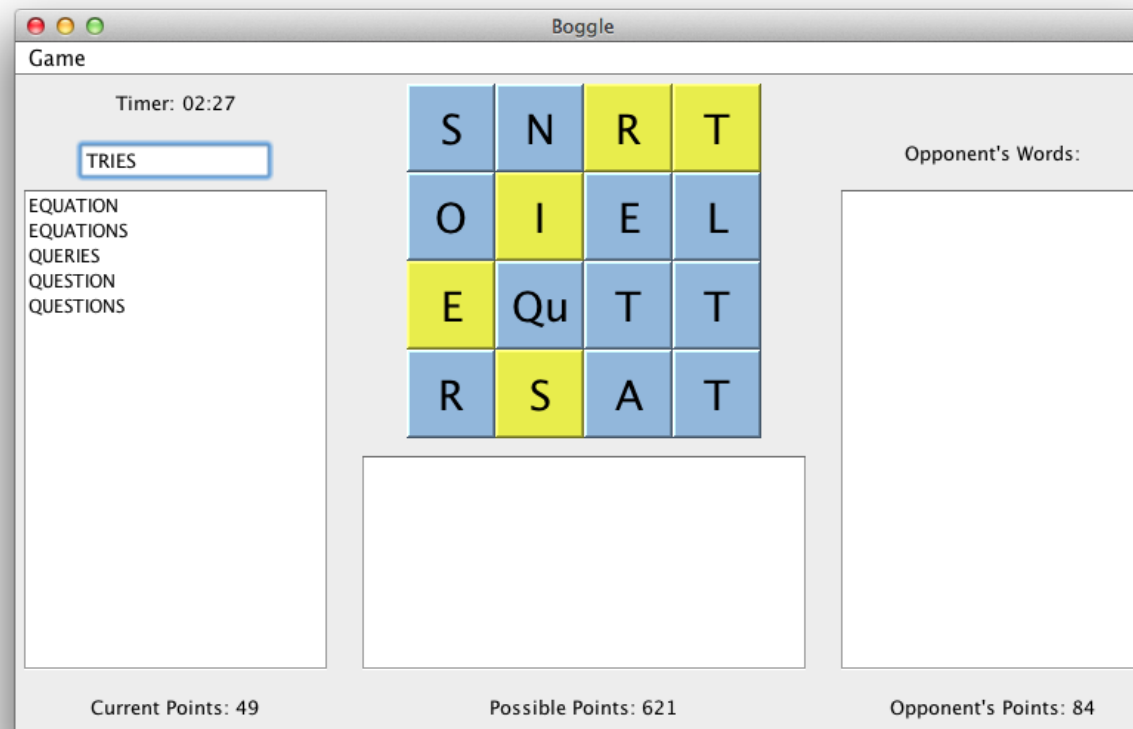 Boggle
Game
Timer: 02:27
TRIES
EQUATION
EQUATIONS
QUERIES
QUESTION
QUESTIONS
S N R T
O I E L
E Qu T T
R S A T
Opponent's Words:
Current Points: 49
Possible Points: 621
Opponent's Points: 84